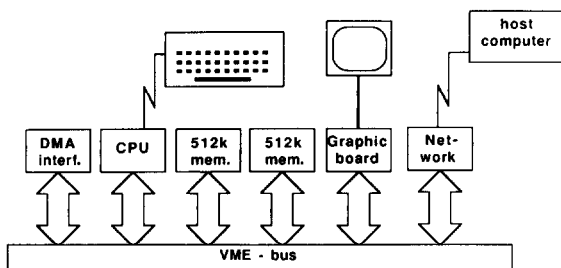 host
computer
DMA
interf.
CPU
512k
mem.
512k
mem.
Graphic
board
Net-
work
VME - bus